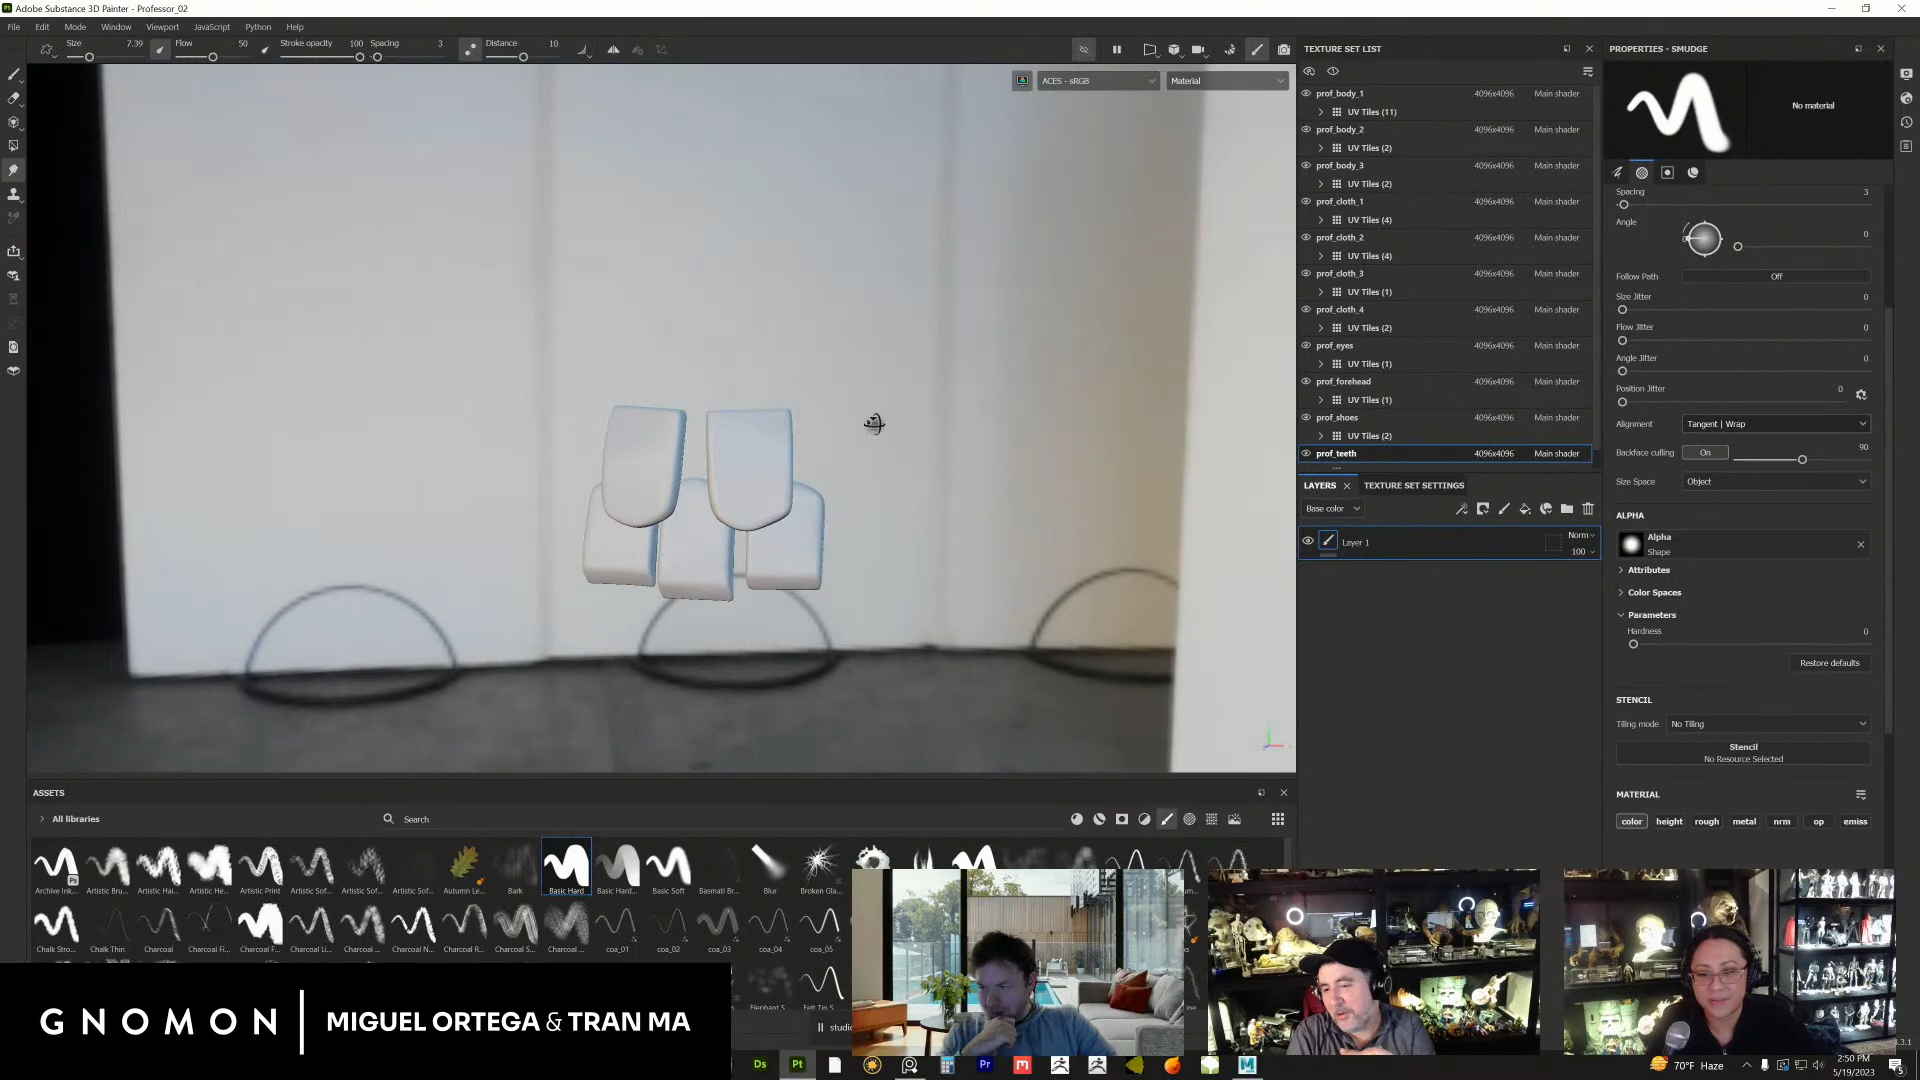 Adobe Substance 3D Painter - Professor_02
File Edit Mode Window Viewport JavaScript Python Help
Size 7.39 Flow 50 Stroke opacity 100 Spacing 3 Distance 10
ACES - sRGB Material
TEXTURE SET LIST
prof_body_1 4096x4096 Main shader
UV Tiles (11)
prof_body_2 4096x4096 Main shader
UV Tiles (2)
prof_body_3 4096x4096 Main shader
UV Tiles (2)
prof_cloth_1 4096x4096 Main shader
UV Tiles (4)
prof_cloth_2 4096x4096 Main shader
UV Tiles (4)
prof_cloth_3 4096x4096 Main shader
UV Tiles (1)
prof_cloth_4 4096x4096 Main shader
UV Tiles (2)
prof_eyes 4096x4096 Main shader
UV Tiles (1)
prof_forehead 4096x4096 Main shader
UV Tiles (1)
prof_shoes 4096x4096 Main shader
UV Tiles (2)
prof_teeth 4096x4096 Main shader
LAYERS TEXTURE SET SETTINGS
Base color
Layer 1 Norm
100
PROPERTIES - SMUDGE
No material
Spacing 3
Angle 0
Follow Path Off
Size Jitter 0
Flow Jitter 0
Angle Jitter 0
Position Jitter 0
Alignment Tangent | Wrap
Backface culling On 90
Size Space Object
ALPHA
Alpha
Shape
Attributes
Color Spaces
Parameters
Hardness 0
Restore defaults
STENCIL
Tiling mode No Tiling
Stencil
No Resource Selected
MATERIAL
color height rough metal nrm op emiss
ASSETS
All libraries Search
Archive Ink... Artistic Bru... Artistic Hai... Artistic He... Artistic Print Artistic Sof... Artistic Sof... Artistic Sof... Autumn Le... Bark Basic Hard Basic Hard... Basic Soft Basmati Br... Blur Broken Gla...
Chalk Stro... Chalk Thin Charcoal Charcoal Fi... Charcoal F... Charcoal Li... Charcoal ... Charcoal N... Charcoal R... Charcoal S... Charcoal ... coa_01 coa_02 coa_03 coa_04 coa_05
Elephant S... Felt Tip S...
studio
GNOMON | MIGUEL ORTEGA & TRAN MA
Ds Pt Pr
70°F Haze
2:50 PM
5/19/2023